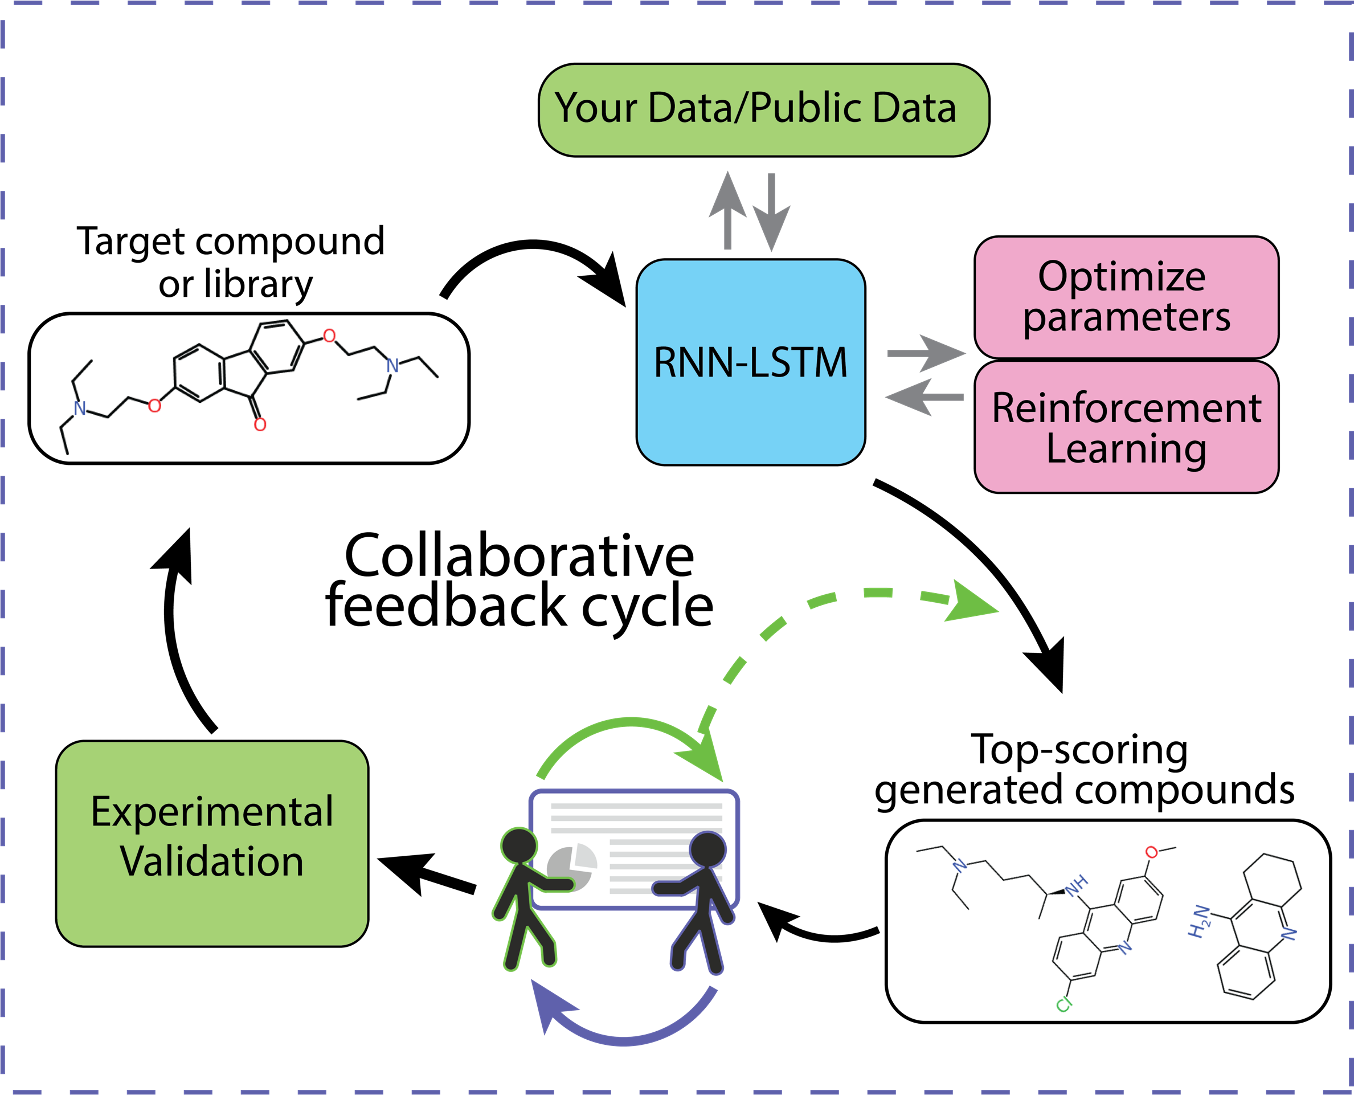 Your Data/Public Data
Target compound
or library
O
N
N
O
O
RNN-LSTM
Optimize
parameters
Reinforcement
Learning
Collaborative
feedback cycle
Experimental
Validation
Top-scoring
generated compounds
O
N
NH
H₂N
N
N
Cl